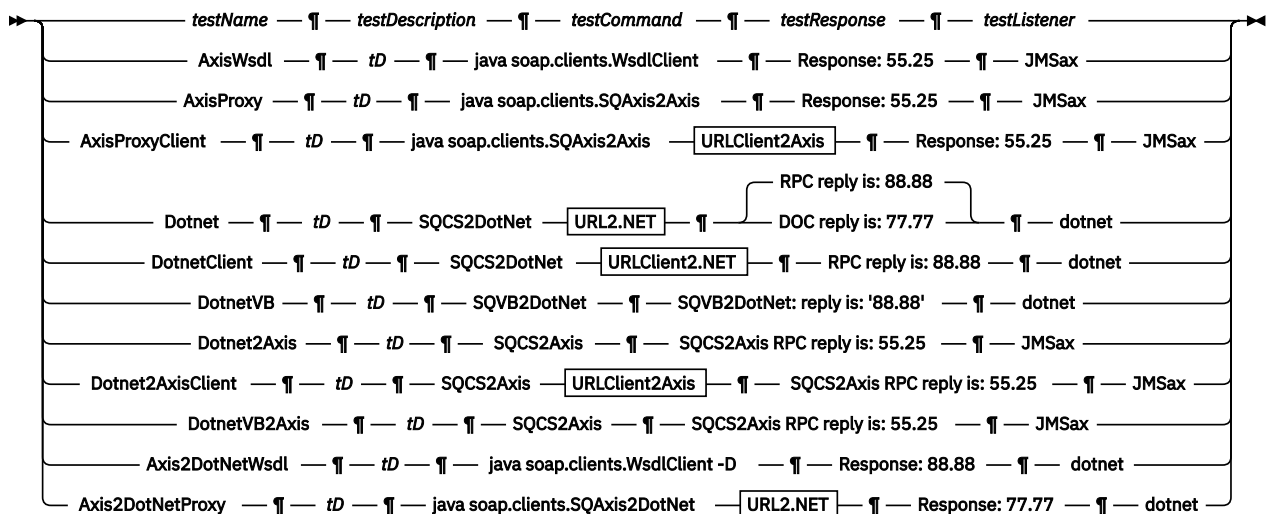 testName ¶ testDescription ¶ testCommand ¶ testResponse ¶ testListener
AxisWsdl ¶ tD ¶ java soap.clients.WsdlClient ¶ Response: 55.25 ¶ JMSax
AxisProxy ¶ tD ¶ java soap.clients.SQAxis2Axis ¶ Response: 55.25 ¶ JMSax
AxisProxyClient ¶ tD ¶ java soap.clients.SQAxis2Axis URLClient2Axis ¶ Response: 55.25 ¶ JMSax
RPC reply is: 88.88
Dotnet ¶ tD ¶ SQCS2DotNet URL2.NET ¶ DOC reply is: 77.77 ¶ dotnet
DotnetClient ¶ tD ¶ SQCS2DotNet URLClient2.NET ¶ RPC reply is: 88.88 ¶ dotnet
DotnetVB ¶ tD ¶ SQVB2DotNet ¶ SQVB2DotNet: reply is: '88.88' ¶ dotnet
Dotnet2Axis ¶ tD ¶ SQCS2Axis ¶ SQCS2Axis RPC reply is: 55.25 ¶ JMSax
Dotnet2AxisClient ¶ tD ¶ SQCS2Axis URLClient2Axis ¶ SQCS2Axis RPC reply is: 55.25 ¶ JMSax
DotnetVB2Axis ¶ tD ¶ SQCS2Axis ¶ SQCS2Axis RPC reply is: 55.25 ¶ JMSax
Axis2DotNetWsdl ¶ tD ¶ java soap.clients.WsdlClient -D ¶ Response: 88.88 ¶ dotnet
Axis2DotNetProxy ¶ tD ¶ java soap.clients.SQAxis2DotNet URL2.NET ¶ Response: 77.77 ¶ dotnet